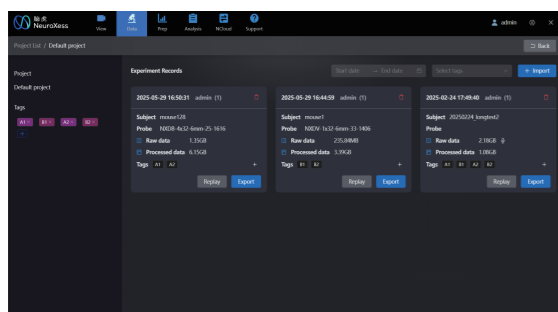 脑虎
NeuroXess
View
Data
Prep
Analysis
NCloud
Support
admin
Project List / Default project
Back
Project
Default project
Tags
A1 × B1 × A2 × B2 ×
+
Experiment Records
Start date → End date
Select tags
+ Import
2025-05-29 16:50:31 admin (1)
Subject mouse128
Probe NXD8-4x32-6mm-25-1616
Raw data 1.35GB
Processed data 6.15GB
Tags A1 A2 +
Replay Export
2025-05-29 16:44:59 admin (1)
Subject mouse1
Probe NXDV-1x32-6mm-33-1406
Raw data 235.84MB
Processed data 3.39GB
Tags B1 B2 +
Replay Export
2025-02-24 17:49:40 admin (1)
Subject 20250224_longtest2
Probe
Raw data 2.18GB
Processed data 1.08GB
Tags A1 B1 A2 B2 +
Replay Export